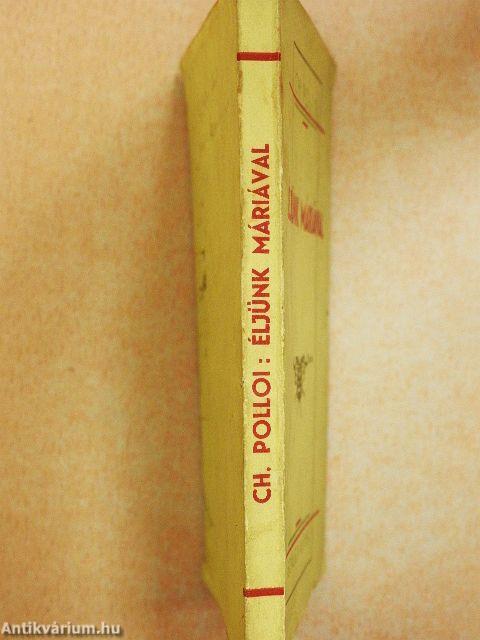 CH. POLLOI: ÉLJÜNK MÁRIÁVAL
Antikvárium.hu